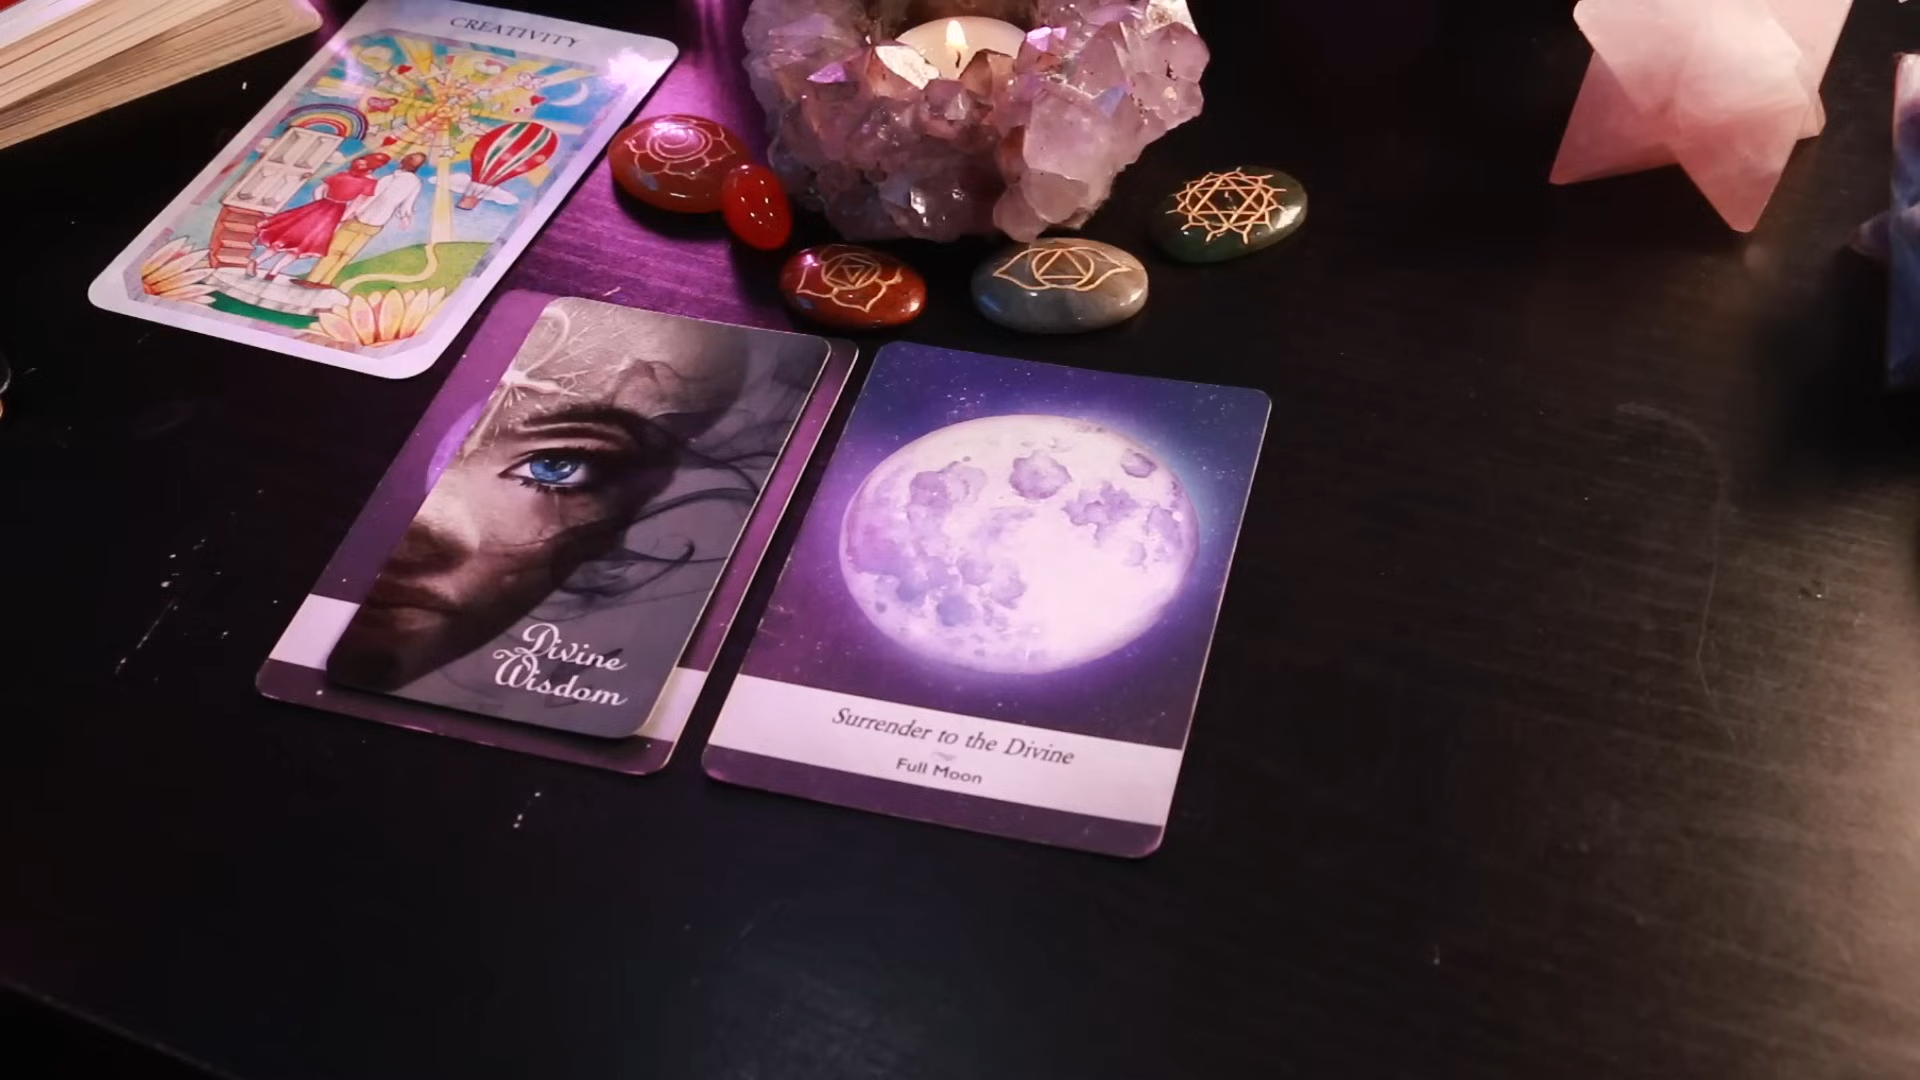 CREATIVITY
Divine
Wisdom
Surrender to the Divine
Full Moon